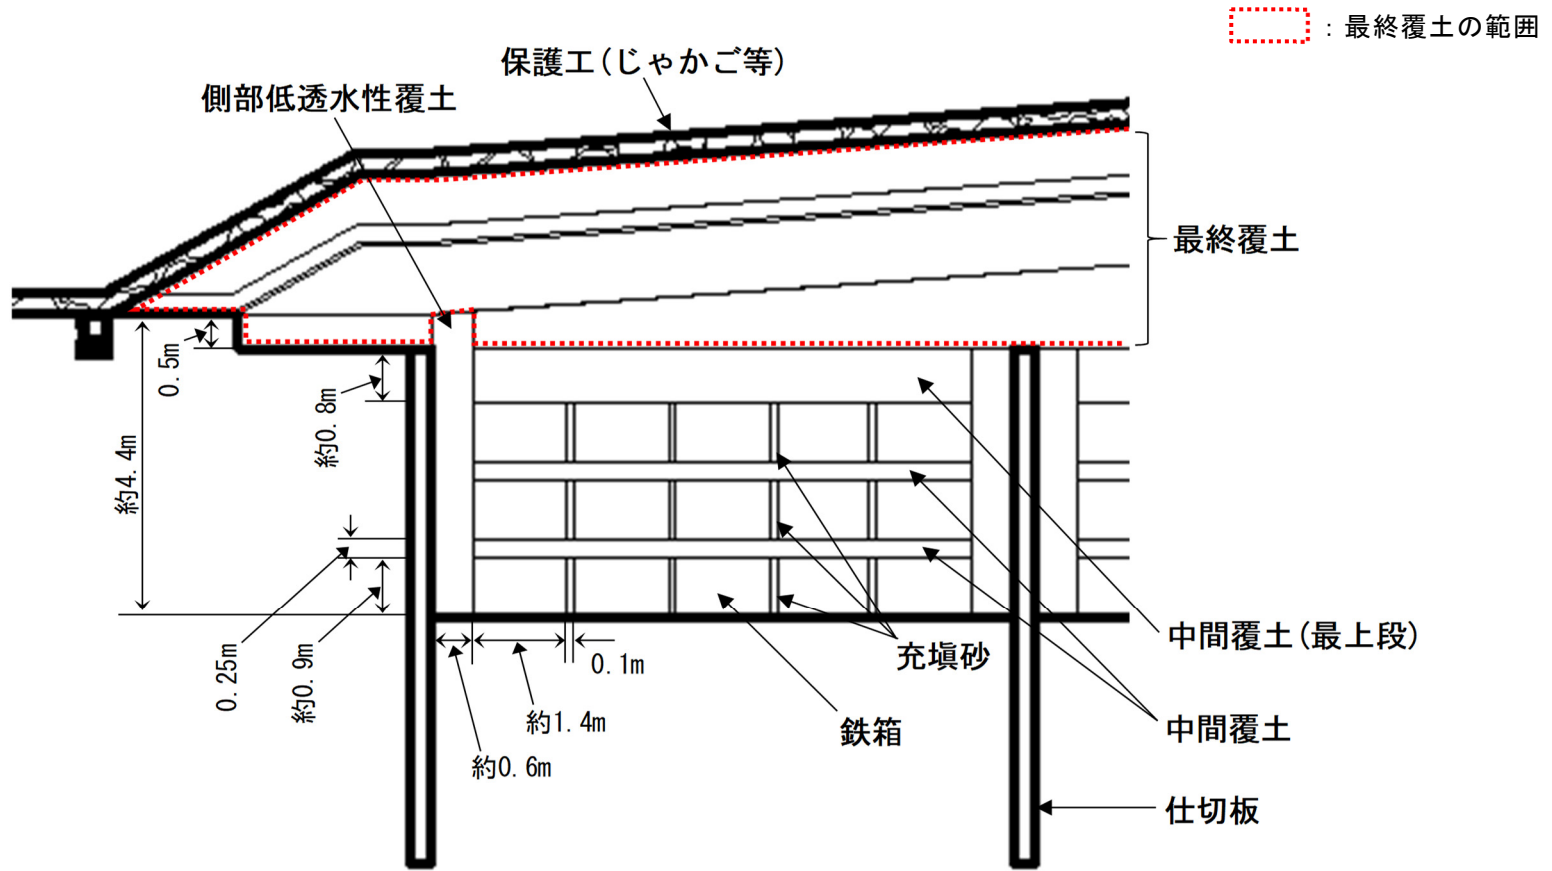 ：最終覆土の範囲
保護工(じゃかご等)
側部低透水性覆土
最終覆土
0.5m
約0.8m
約4.4m
0.25m
約0.9m
0.1m
約1.4m
約0.6m
充塡砂
鉄箱
中間覆土(最上段)
中間覆土
仕切板